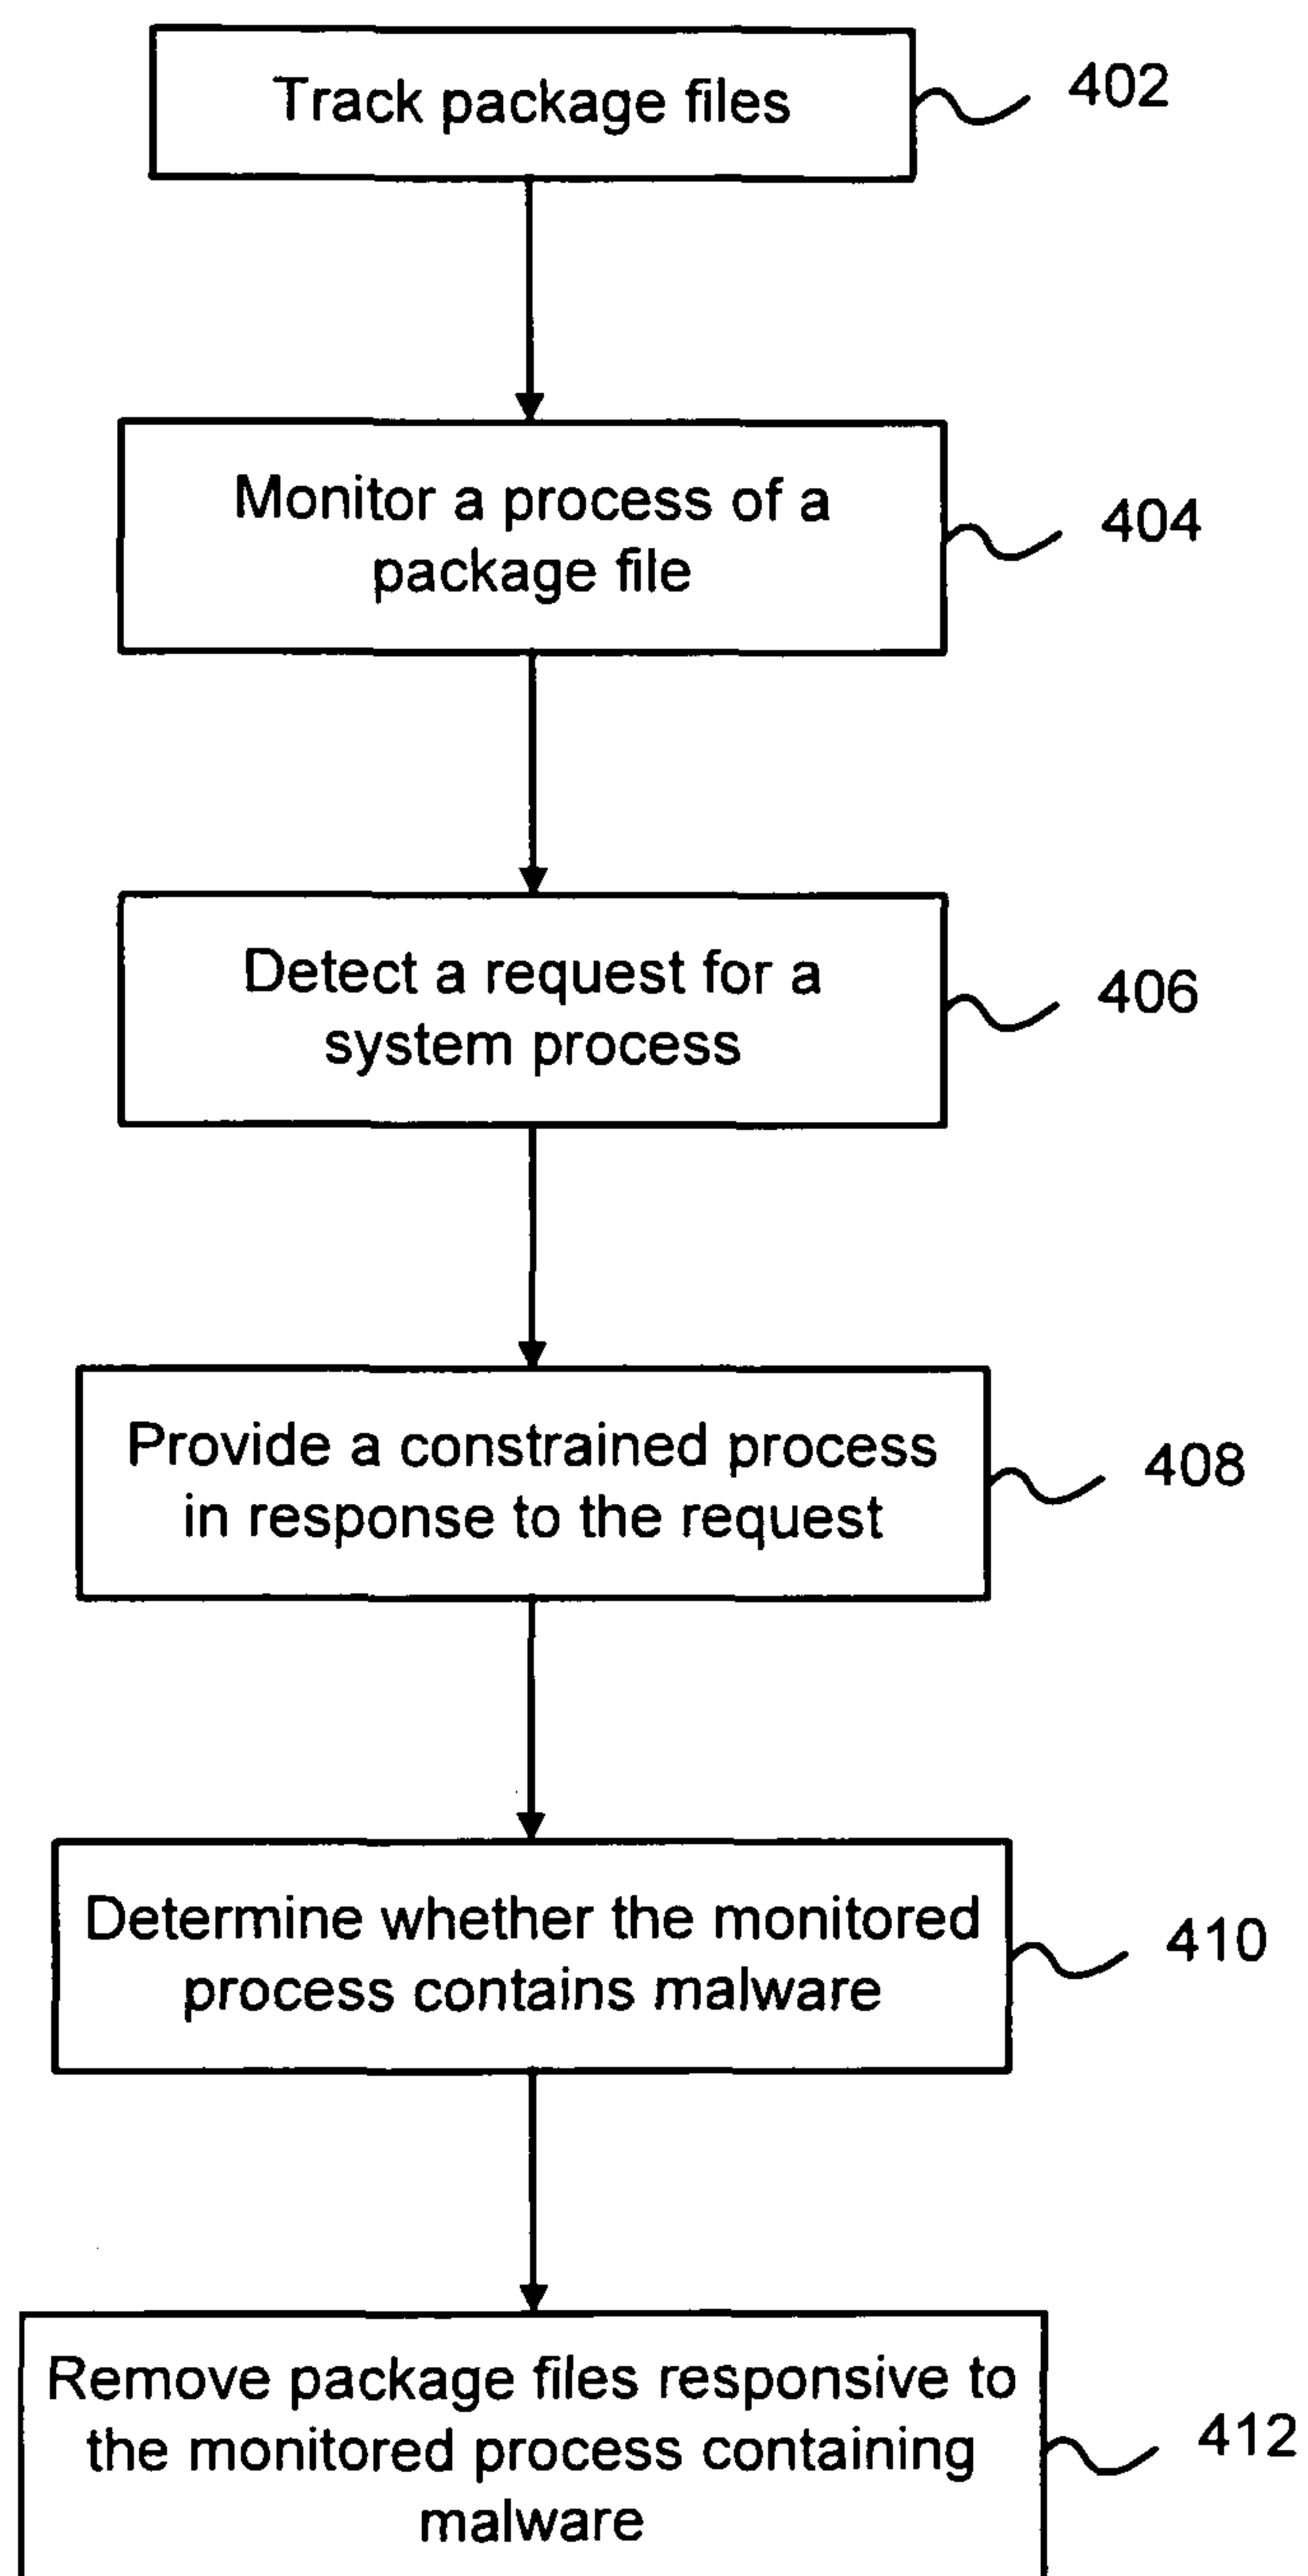 Track package files
402
Monitor a process of a
package file
404
Detect a request for a
system process
406
Provide a constrained process
in response to the request
408
Determine whether the monitored
process contains malware
410
Remove package files responsive to
the monitored process containing
malware
412